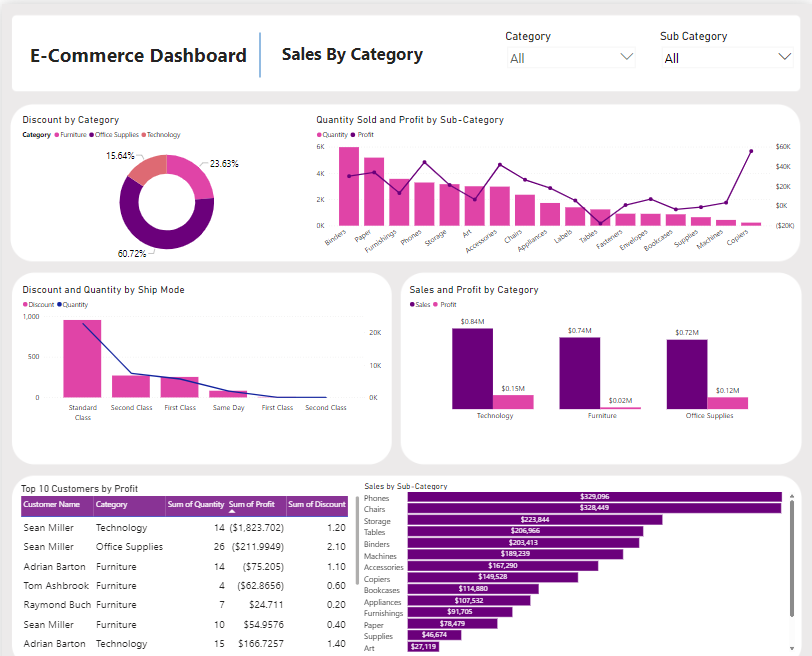 E-Commerce Dashboard
Sales By Category
Category
All
Sub Category
All
Discount by Category
Category Furniture Office Supplies Technology
15.64%
23.63%
60.72%
Quantity Sold and Profit by Sub-Category
Quantity Profit
6K
4K
2K
0K
$60K
$40K
$20K
$0K
($20K)
Binders
Paper
Furnishings
Phones
Storage
Art
Accessories
Chairs
Appliances
Labels
Tables
Fasteners
Envelopes
Bookcases
Supplies
Machines
Copiers
Discount and Quantity by Ship Mode
Discount Quantity
1,000
500
0
20K
10K
0K
Standard
Class
Second Class
First Class
Same Day
First Class
Second Class
Sales and Profit by Category
Sales Profit
$0.84M
$0.15M
$0.74M
$0.02M
$0.72M
$0.12M
Technology
Furniture
Office Supplies
Top 10 Customers by Profit
Customer Name Category Sum of Quantity Sum of Profit Sum of Discount
Sean Miller Technology 14 ($1,823.702) 1.20
Sean Miller Office Supplies 26 ($211.9949) 2.10
Adrian Barton Furniture 14 ($75.205) 1.10
Tom Ashbrook Furniture 4 ($62.8656) 0.60
Raymond Buch Furniture 7 $24.711 0.20
Sean Miller Furniture 10 $54.9576 0.40
Adrian Barton Technology 15 $166.7257 1.40
Sales by Sub-Category
Phones $329,096
Chairs $328,449
Storage $223,844
Tables $206,966
Binders $203,413
Machines $189,239
Accessories $167,290
Copiers $149,528
Bookcases $114,880
Appliances $107,532
Furnishings $91,705
Paper $78,479
Supplies $46,674
Art $27,119